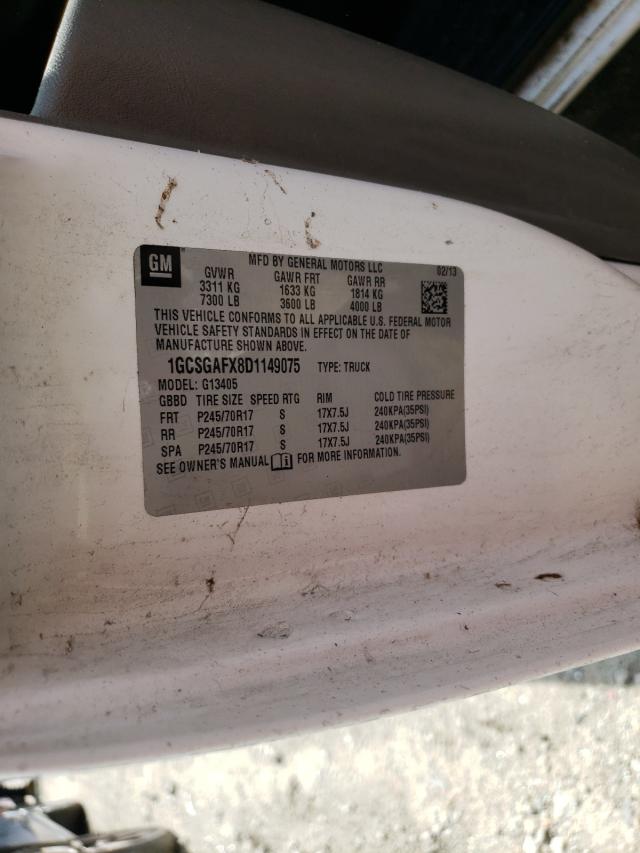 GM
MFD BY GENERAL MOTORS LLC 02/13
GVWR GAWR FRT GAWR RR
3311 KG 1633 KG 1814 KG
7300 LB 3600 LB 4000 LB
THIS VEHICLE CONFORMS TO ALL APPLICABLE U.S. FEDERAL MOTOR
VEHICLE SAFETY STANDARDS IN EFFECT ON THE DATE OF
MANUFACTURE SHOWN ABOVE.
1GCSGAFX8D1149075 TYPE: TRUCK
MODEL: G13405
GBBD TIRE SIZE SPEED RTG RIM COLD TIRE PRESSURE
FRT P245/70R17 S 17X7.5J 240KPA(35PSI)
RR P245/70R17 S 17X7.5J 240KPA(35PSI)
SPA P245/70R17 S 17X7.5J 240KPA(35PSI)
SEE OWNER'S MANUAL FOR MORE INFORMATION.